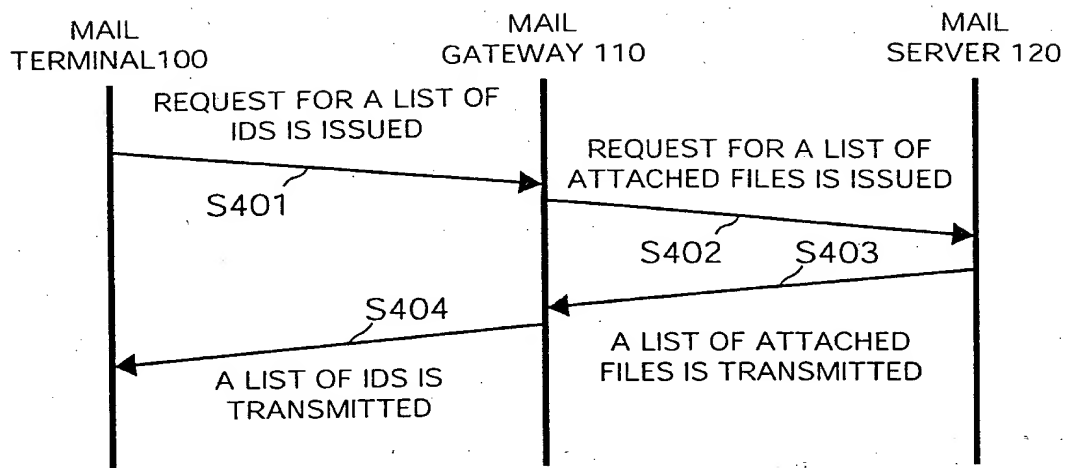 MAIL
TERMINAL100
MAIL
GATEWAY 110
MAIL
SERVER 120
REQUEST FOR A LIST OF
IDS IS ISSUED
S401
REQUEST FOR A LIST OF
ATTACHED FILES IS ISSUED
S402
S403
A LIST OF ATTACHED
FILES IS TRANSMITTED
S404
A LIST OF IDS IS
TRANSMITTED